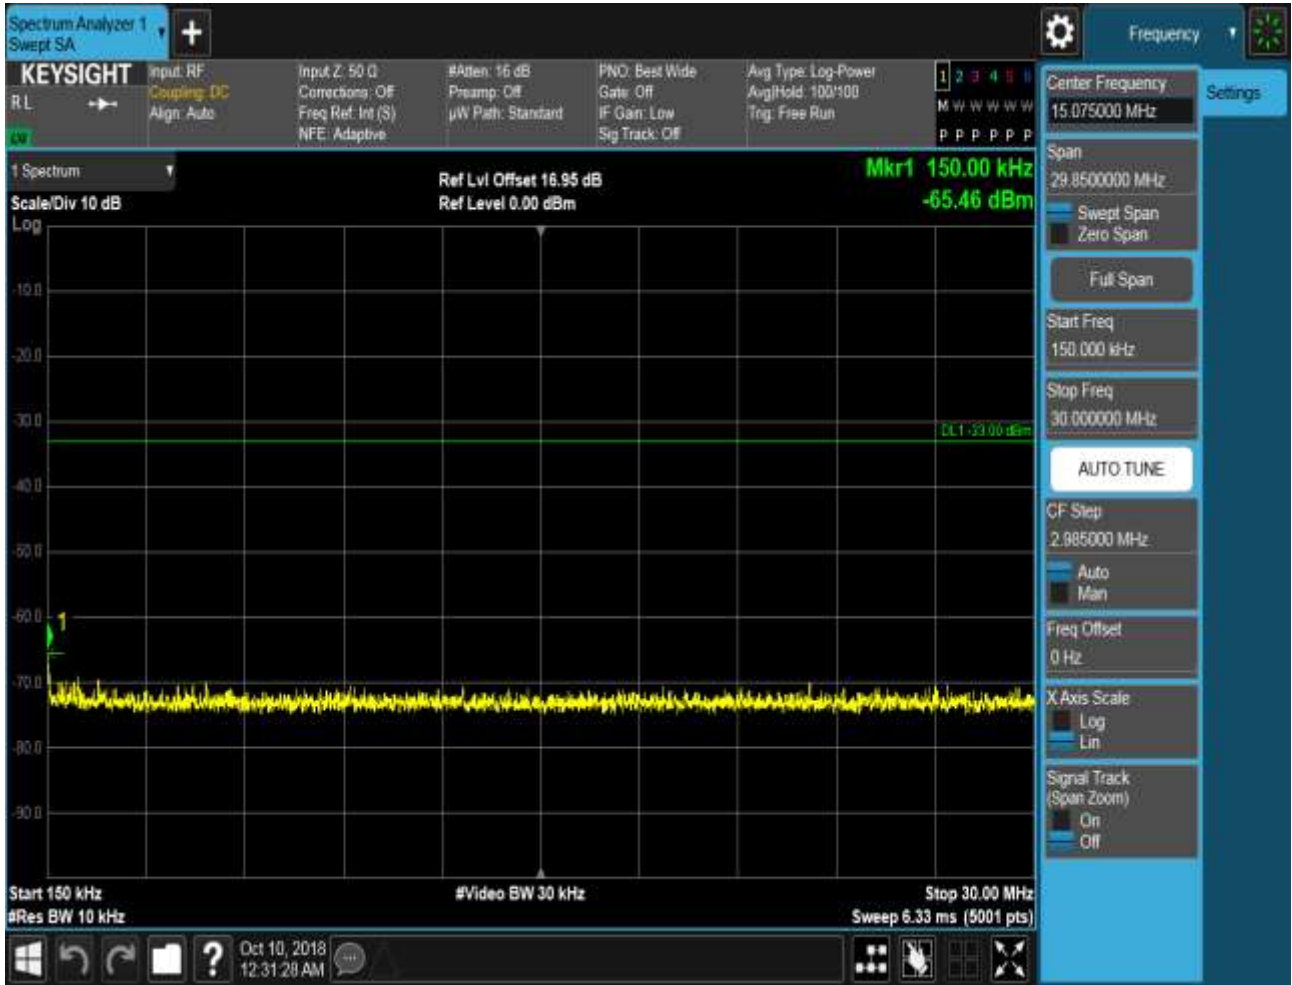 Spectrum Analyzer 1
Swept SA
Frequency
KEYSIGHT
R L
LXI
Input: RF
Coupling: DC
Align: Auto
Input Z: 50 Ω
Corrections: Off
Freq Ref: Int (S)
NFE: Adaptive
#Atten: 16 dB
Preamp: Off
µW Path: Standard
PNO: Best Wide
Gate: Off
IF Gain: Low
Sig Track: Off
Avg Type: Log-Power
Avg|Hold: 100/100
Trig: Free Run
1 2 3 4 5 6
M W W W W W
P P P P P P
1 Spectrum
Scale/Div 10 dB
Log
Ref Lvl Offset 16.95 dB
Ref Level 0.00 dBm
Mkr1 150.00 kHz
-65.46 dBm
-10.0
-20.0
-30.0
DL1 -33.00 dBm
-40.0
-50.0
-60.0
1
-70.0
-80.0
-90.0
Start 150 kHz
#Video BW 30 kHz
Stop 30.00 MHz
#Res BW 10 kHz
Sweep 6.33 ms (5001 pts)
Oct 10, 2018
12:31:28 AM
Center Frequency
15.075000 MHz
Settings
Span
29.8500000 MHz
Swept Span
Zero Span
Full Span
Start Freq
150.000 kHz
Stop Freq
30.000000 MHz
AUTO TUNE
CF Step
2.985000 MHz
Auto
Man
Freq Offset
0 Hz
X Axis Scale
Log
Lin
Signal Track
(Span Zoom)
On
Off